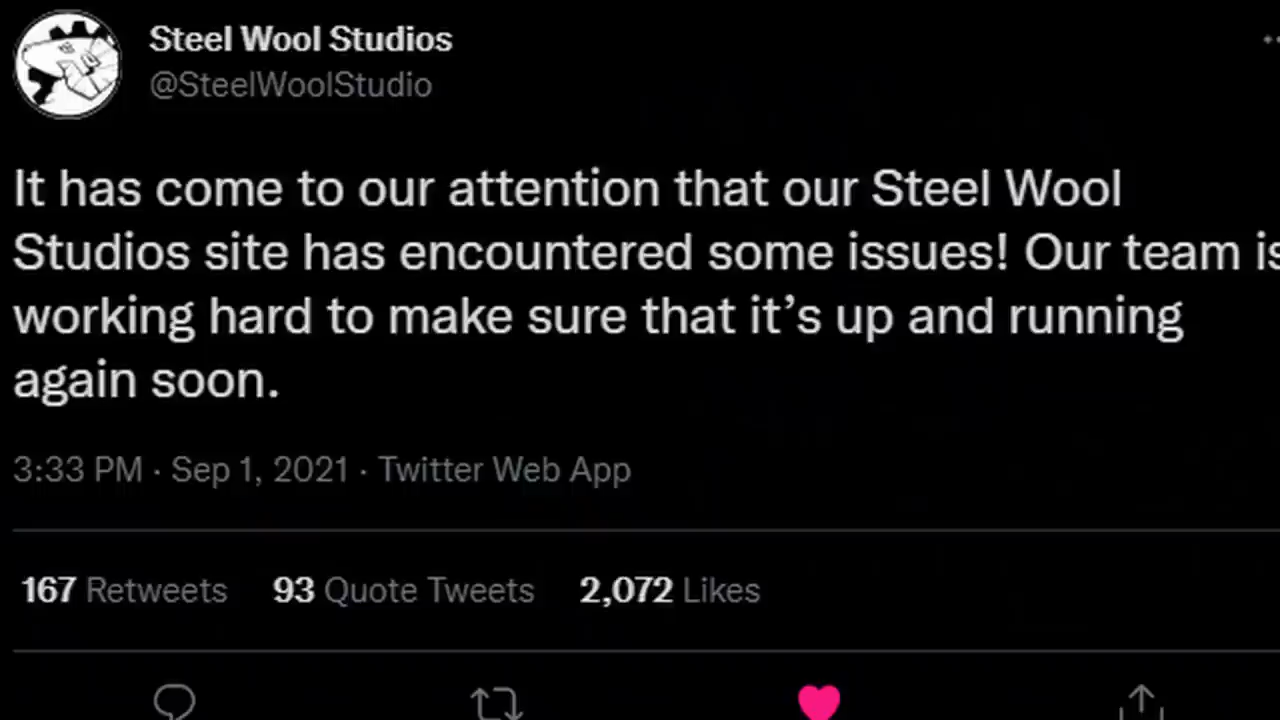 Steel Wool Studios
@SteelWoolStudio
It has come to our attention that our Steel Wool
Studios site has encountered some issues! Our team is
working hard to make sure that it’s up and running
again soon.
3:33 PM · Sep 1, 2021 · Twitter Web App
167 Retweets 93 Quote Tweets 2,072 Likes